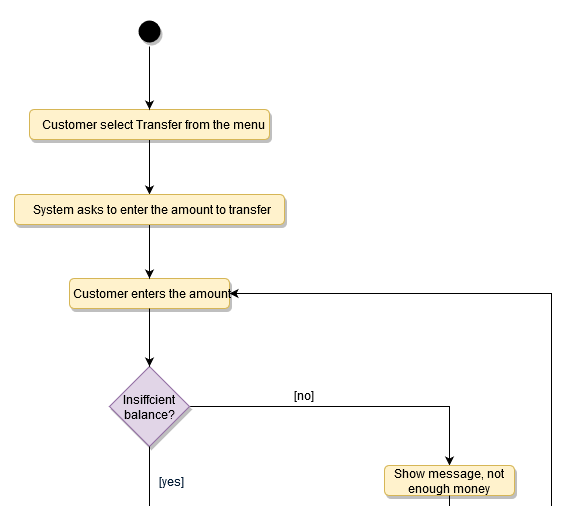 Customer select Transfer from the menu
System asks to enter the amount to transfer
Customer enters the amount
Insiffcient
balance?
[no]
[yes]
Show message, not
enough money